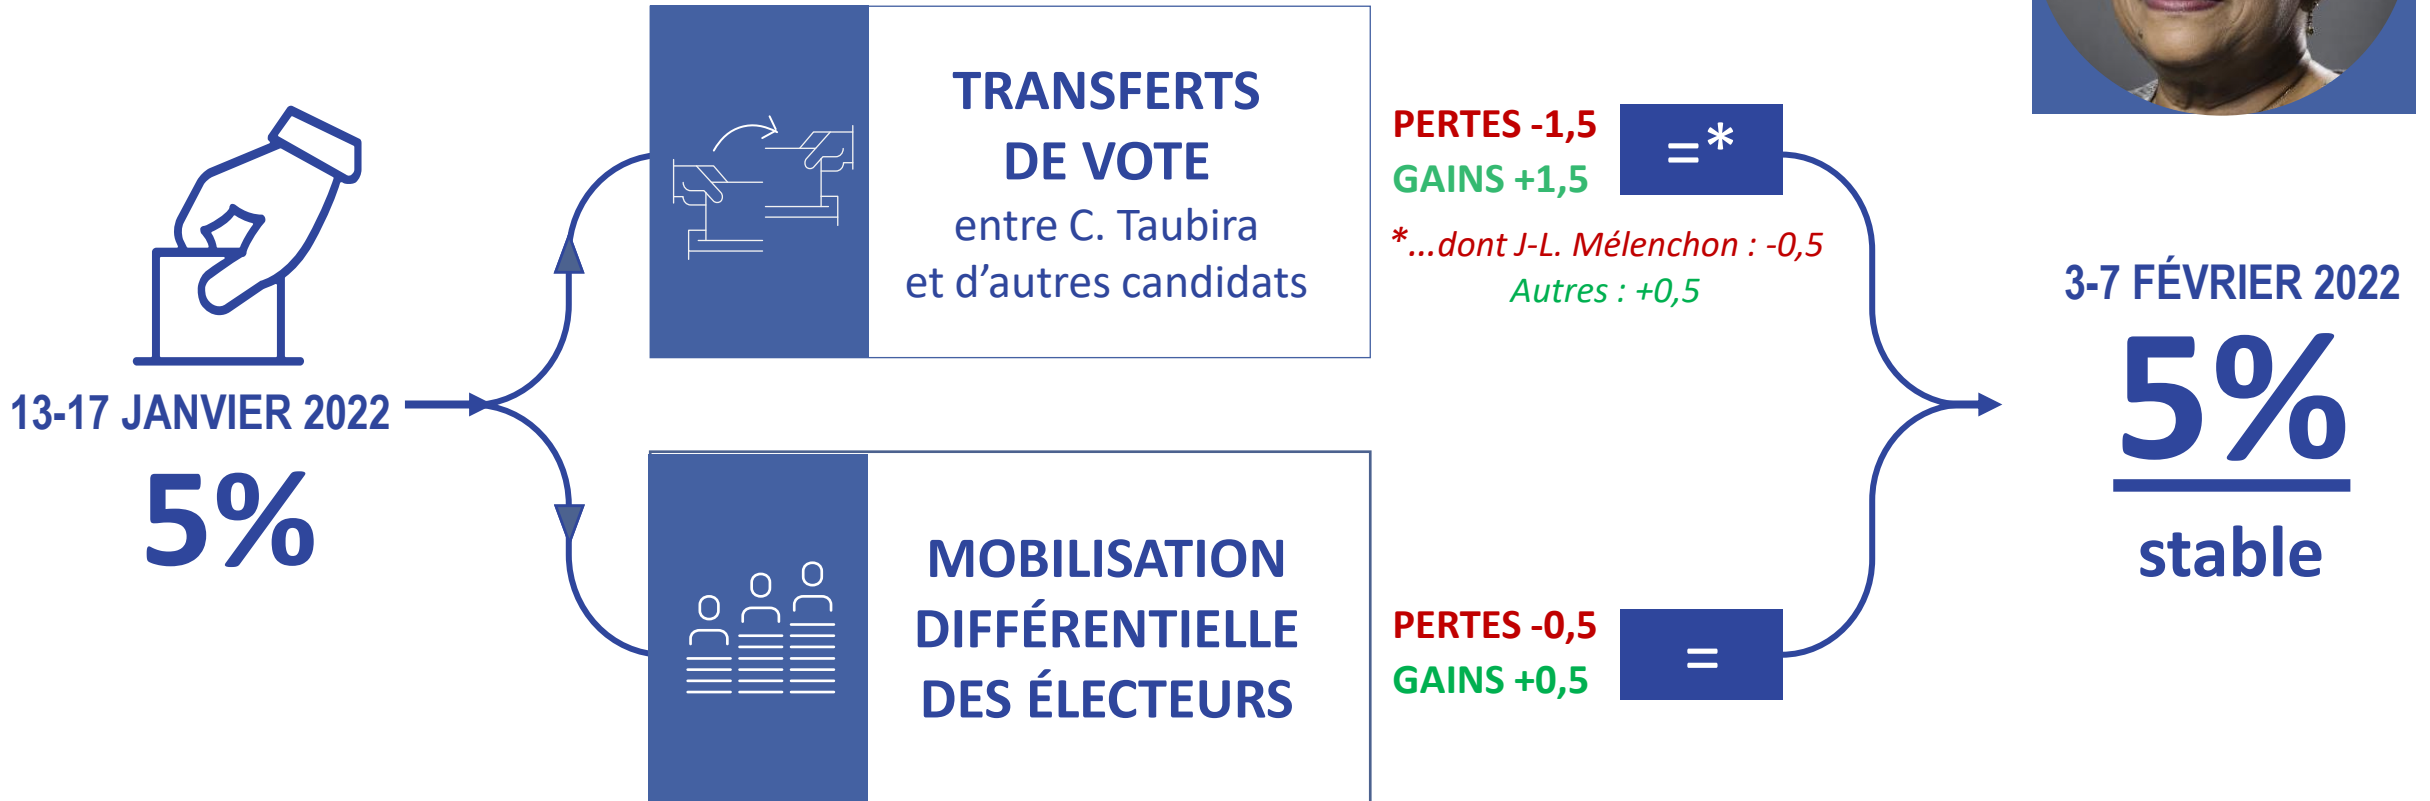 13-17 JANVIER 2022
5%
TRANSFERTS
DE VOTE
entre C. Taubira
et d’autres candidats
PERTES -1,5
GAINS +1,5
=*
*…dont J-L. Mélenchon : -0,5
Autres : +0,5
MOBILISATION
DIFFÉRENTIELLE
DES ÉLECTEURS
PERTES -0,5
GAINS +0,5
=
3-7 FÉVRIER 2022
5%
stable